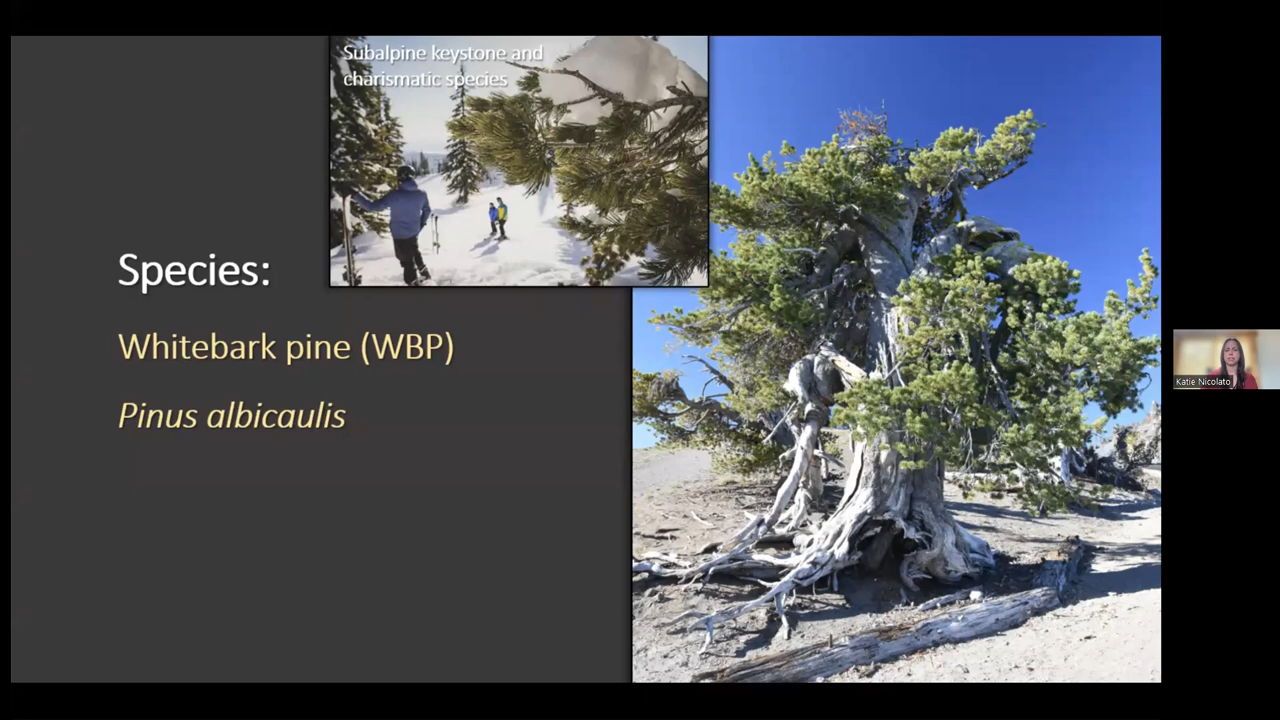 Subalpine keystone and
charismatic species
Species:
Whitebark pine (WBP)
Pinus albicaulis
Katie Nicolato